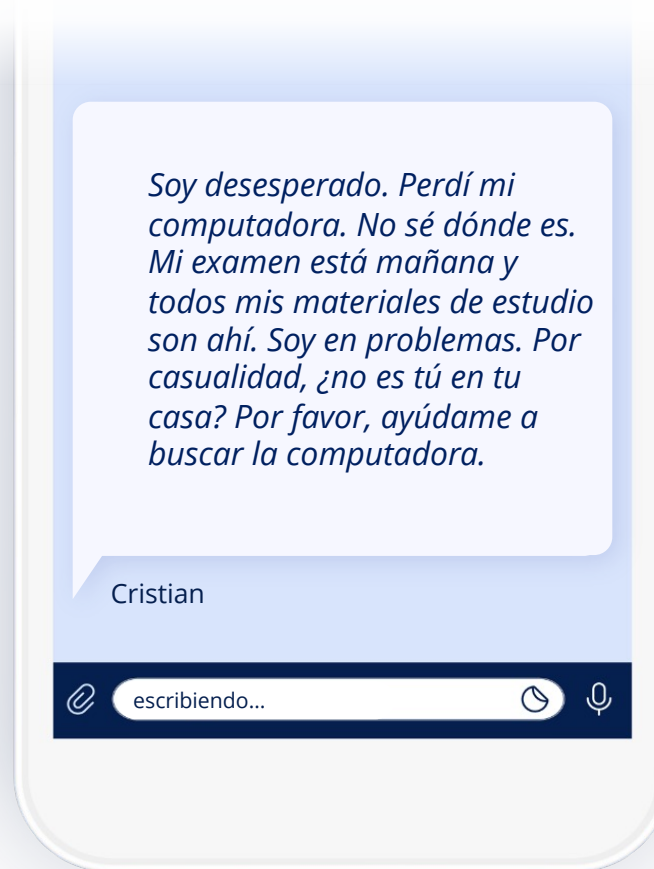 Soy desesperado. Perdí mi
computadora. No sé dónde es.
Mi examen está mañana y
todos mis materiales de estudio
son ahí. Soy en problemas. Por
casualidad, ¿no es tú en tu
casa? Por favor, ayúdame a
buscar la computadora.
Cristian
escribiendo...